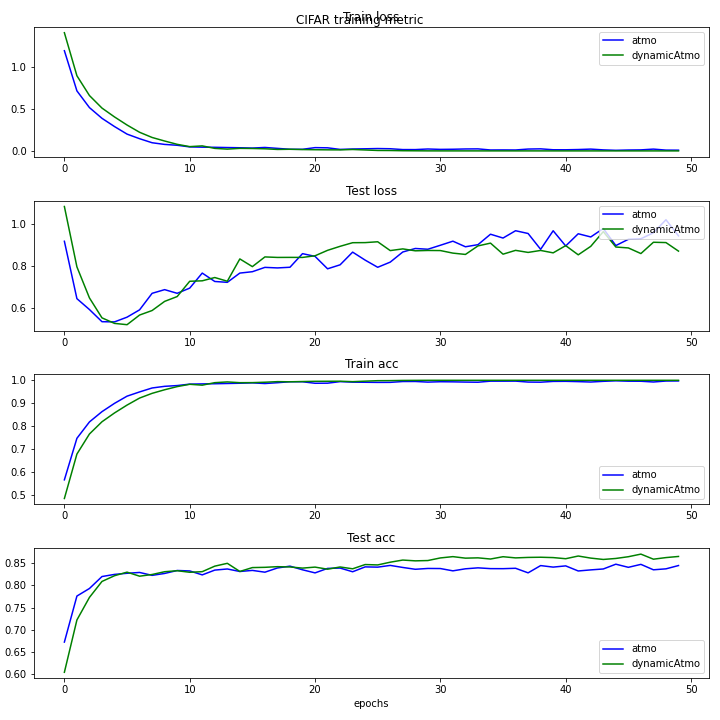 Train loss
CIFAR training metric
atmo
dynamicAtmo
1.0
0.5
0.0
0 10 20 30 40 50
Test loss
atmo
dynamicAtmo
1.0
0.8
0.6
0 10 20 30 40 50
Train acc
1.0
0.9
0.8
0.7
0.6
0.5
atmo
dynamicAtmo
0 10 20 30 40 50
Test acc
0.85
0.80
0.75
0.70
0.65
0.60
atmo
dynamicAtmo
0 10 20 30 40 50
epochs